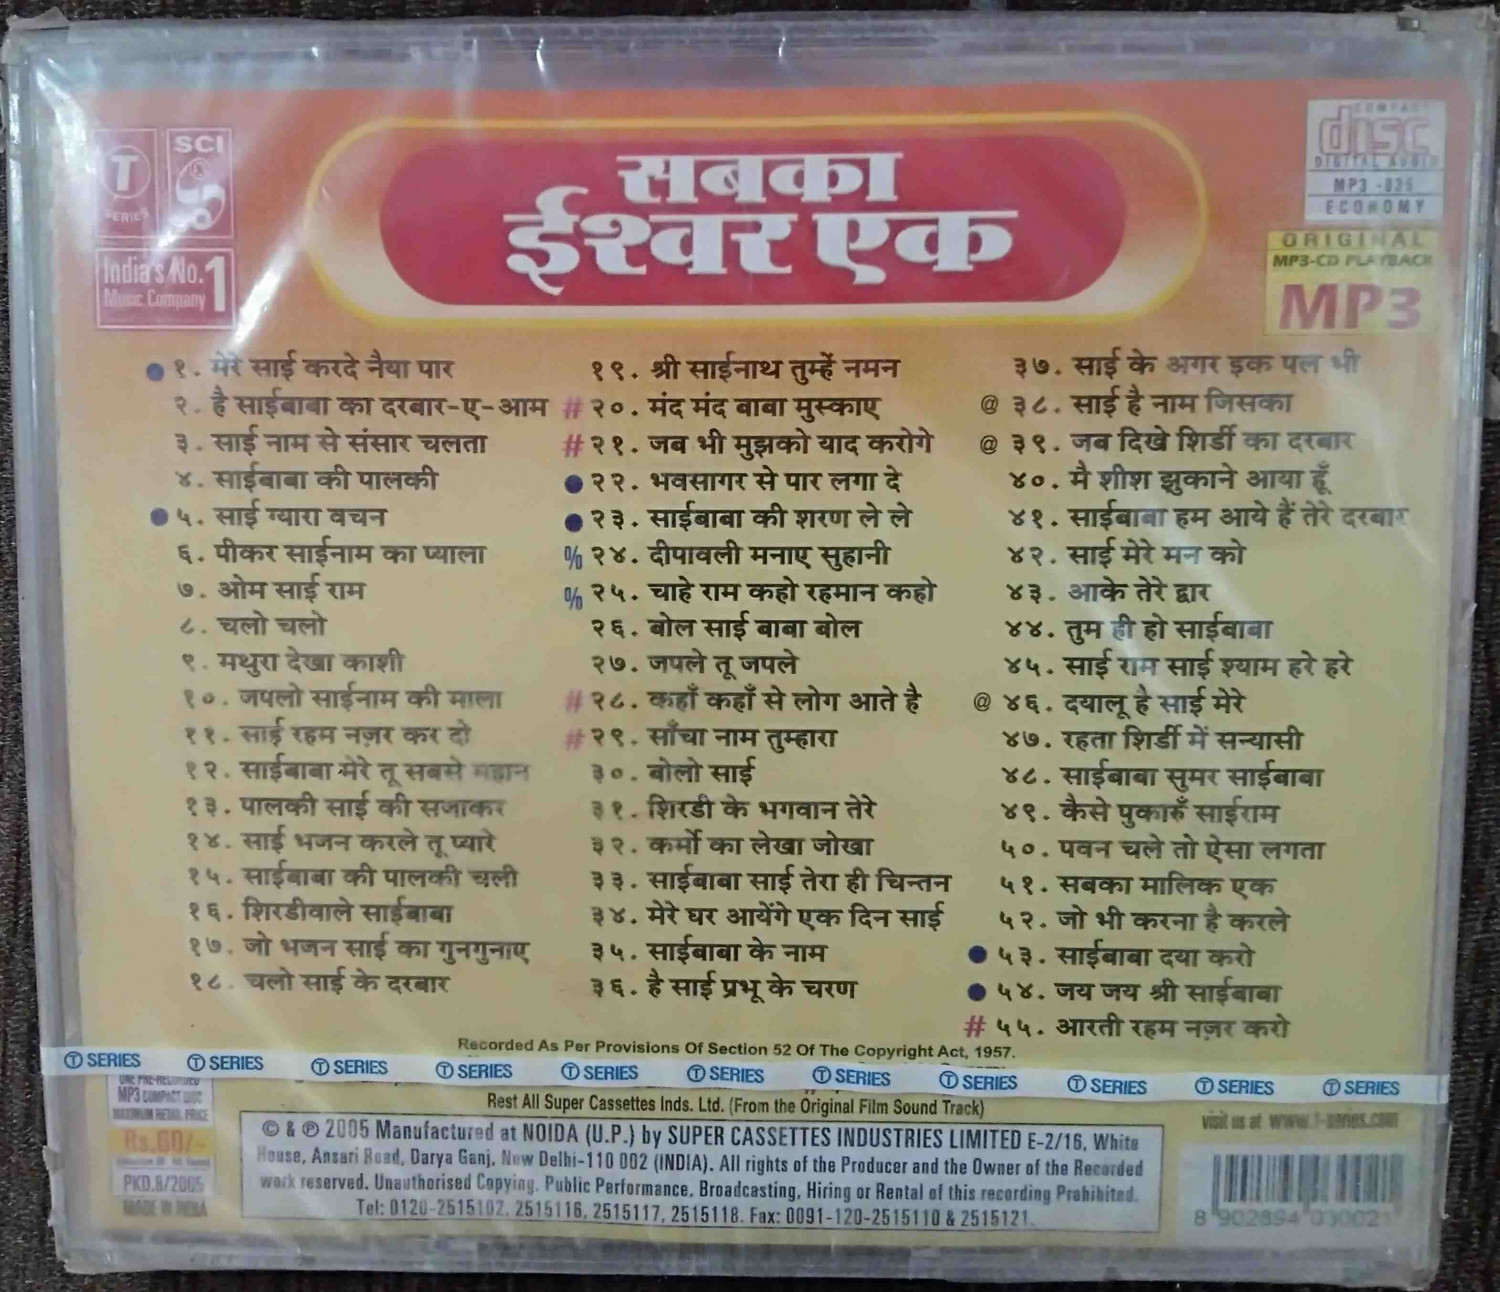 T
SERIES
SCI
India's No.1
Music Company
सबका
ईश्वर एक
COMPACT
disc
DIGITAL AUDIO
MP3
ECONOMY
ORIGINAL
MP3-CD PLAYBACK
MP3
१. मेरे साई करदे नैया पार
२. है साईबाबा का दरबार-ए-आम
३. साई नाम से संसार चलता
४. साईबाबा की पालकी
५. साई ग्यारा वचन
६. पीकर साईनाम का प्याला
७. ओम साई राम
८. चलो चलो
९. मथुरा देखा काशी
१०. जपलो साईनाम की माला
११. साई रहम नज़र कर दो
१२. साईबाबा मेरे तू सबसे महान
१३. पालकी साई की सजाकर
१४. साई भजन करले तू प्यारे
१५. साईबाबा की पालकी चली
१६. शिरडीवाले साईबाबा
१७. जो भजन साई का गुनगुनाए
१८. चलो साई के दरबार
१९. श्री साईनाथ तुम्हें नमन
# २०. मंद मंद बाबा मुस्काए
# २१. जब भी मुझको याद करोगे
२२. भवसागर से पार लगा दे
२३. साईबाबा की शरण ले ले
% २४. दीपावली मनाए सुहानी
% २५. चाहे राम कहो रहमान कहो
२६. बोल साई बाबा बोल
२७. जपले तू जपले
# २८. कहाँ कहाँ से लोग आते है
# २९. साँचा नाम तुम्हारा
३०. बोलो साई
३१. शिरडी के भगवान तेरे
३२. कर्मो का लेखा जोखा
३३. साईबाबा साई तेरा ही चिन्तन
३४. मेरे घर आयेंगे एक दिन साई
३५. साईबाबा के नाम
३६. है साई प्रभू के चरण
३७. साई के अगर इक पल भी
@ ३८. साई है नाम जिसका
@ ३९. जब दिखे शिर्डी का दरबार
४०. मै शीश झुकाने आया हूँ
४१. साईबाबा हम आये हैं तेरे दरबार
४२. साई मेरे मन को
४३. आके तेरे द्वार
४४. तुम ही हो साईबाबा
४५. साई राम साई श्याम हरे हरे
@ ४६. दयालू है साई मेरे
४७. रहता शिर्डी में सन्यासी
४८. साईबाबा सुमर साईबाबा
४९. कैसे पुकारुँ साईराम
५०. पवन चले तो ऐसा लगता
५१. सबका मालिक एक
५२. जो भी करना है करले
५३. साईबाबा दया करो
५४. जय जय श्री साईबाबा
# ५५. आरती रहम नज़र करो
Recorded As Per Provisions Of Section 52 Of The Copyright Act, 1957.
T SERIES T SERIES T SERIES T SERIES T SERIES T SERIES T SERIES T SERIES T SERIES T SERIES T SERIES
Rest All Super Cassettes Inds. Ltd. (From the Original Film Sound Track)
ONE PRE-RECORDED
MP3 COMPACT DISC
MAXIMUM RETAIL PRICE
Rs.60/-
PKD.8/2005
MADE IN INDIA
© & ℗ 2005 Manufactured at NOIDA (U.P.) by SUPER CASSETTES INDUSTRIES LIMITED E-2/16, White
House, Ansari Road, Darya Ganj, New Delhi-110 002 (INDIA). All rights of the Producer and the Owner of the Recorded
work reserved. Unauthorised Copying. Public Performance, Broadcasting, Hiring or Rental of this recording Prohibited.
Tel: 0120-2515102, 2515116, 2515117, 2515118. Fax: 0091-120-2515110 & 2515121.
visit us at www.t-series.com
8 902894 030021